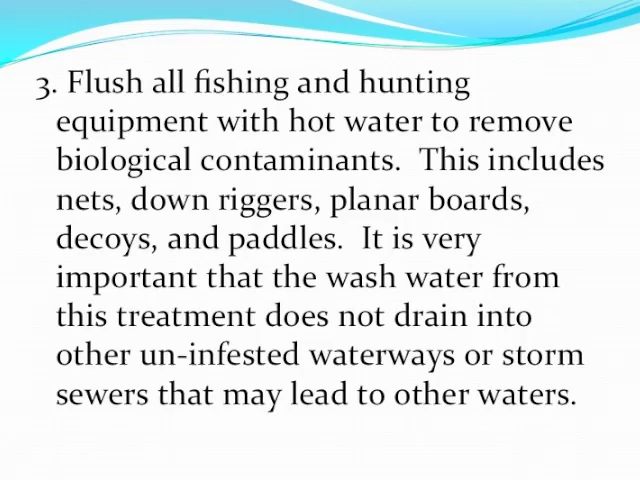 3. Flush all fishing and hunting
equipment with hot water to remove
biological contaminants.  This includes
nets, down riggers, planar boards,
decoys, and paddles.  It is very
important that the wash water from
this treatment does not drain into
other un-infested waterways or storm
sewers that may lead to other waters.